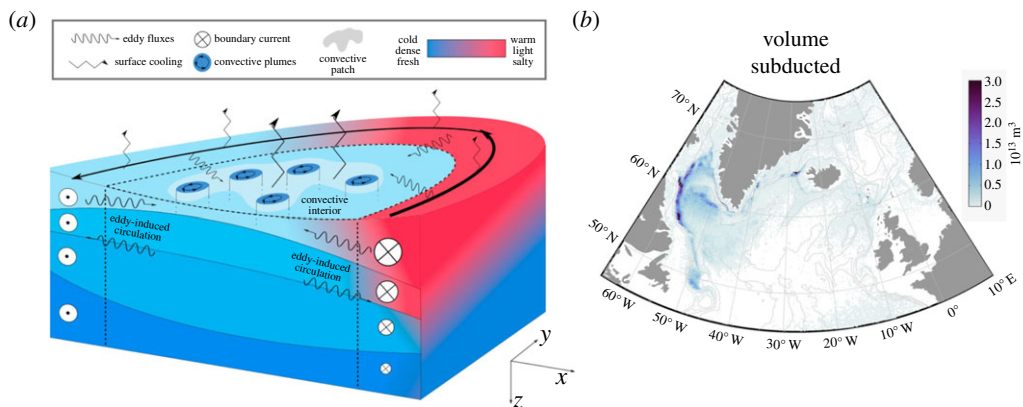 (a)
eddy fluxes
boundary current
surface cooling
convective plumes
convective
patch
cold
dense
fresh
warm
light
salty
convective
interior
eddy-induced
circulation
eddy-induced
circulation
y
x
z
(b)
volume
subducted
70° N
60° N
50° N
60° W
50° W
40° W
30° W
20° W
10° W
0°
10° E
3.0
2.5
2.0
1.5
1.0
0.5
0
10¹³ m³